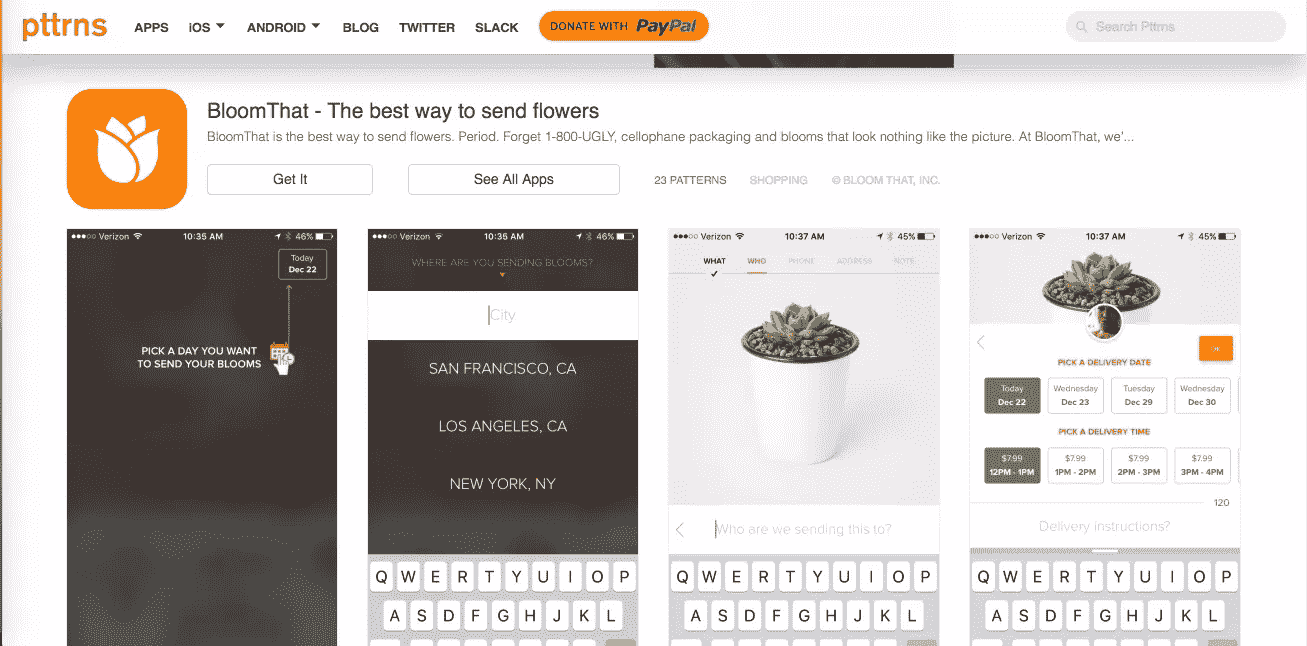 pttrns
APPS iOS ANDROID BLOG TWITTER SLACK DONATE WITH PayPal Search Pttrns
BloomThat - The best way to send flowers
BloomThat is the best way to send flowers. Period. Forget 1-800-UGLY, cellophane packaging and blooms that look nothing like the picture. At BloomThat, we'...
Get It See All Apps 23 PATTERNS SHOPPING © BLOOM THAT, INC.
Verizon 10:35 AM 46%
Today
Dec 22
PICK A DAY YOU WANT
TO SEND YOUR BLOOMS
Verizon 10:35 AM 46%
WHERE ARE YOU SENDING BLOOMS?
City
SAN FRANCISCO, CA
LOS ANGELES, CA
NEW YORK, NY
Q W E R T Y U I O P
A S D F G H J K L
Verizon 10:37 AM 45%
WHAT WHO PHONE ADDRESS NOTE
Who are we sending this to?
Q W E R T Y U I O P
A S D F G H J K L
Verizon 10:37 AM 45%
PICK A DELIVERY DATE
Today Wednesday Tuesday Wednesday
Dec 22 Dec 23 Dec 29 Dec 30
PICK A DELIVERY TIME
$7.99 $7.99 $7.99 $7.99
12PM - 1PM 1PM - 2PM 2PM - 3PM 3PM - 4PM
120
Delivery instructions?
Q W E R T Y U I O P
A S D F G H J K L